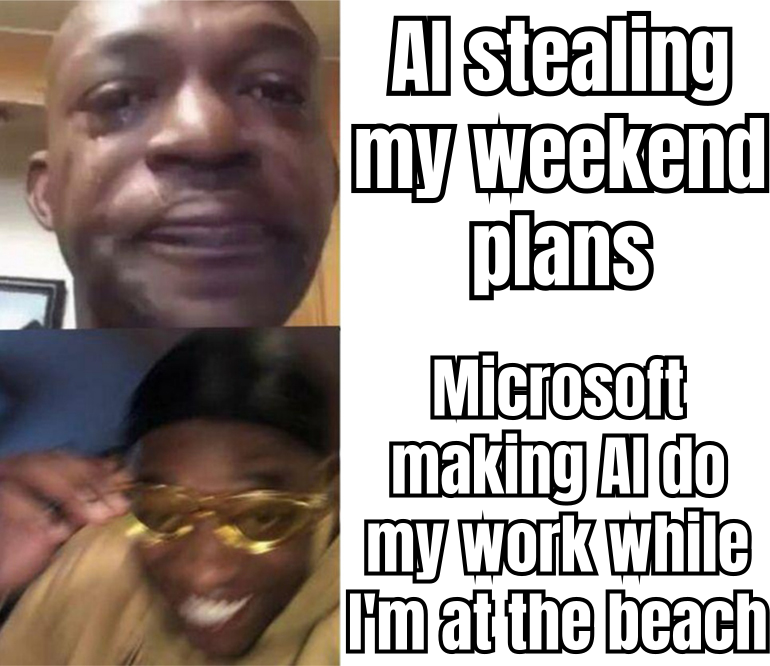 AI stealing
my weekend
plans
Microsoft
making AI do
my work while
I'm at the beach